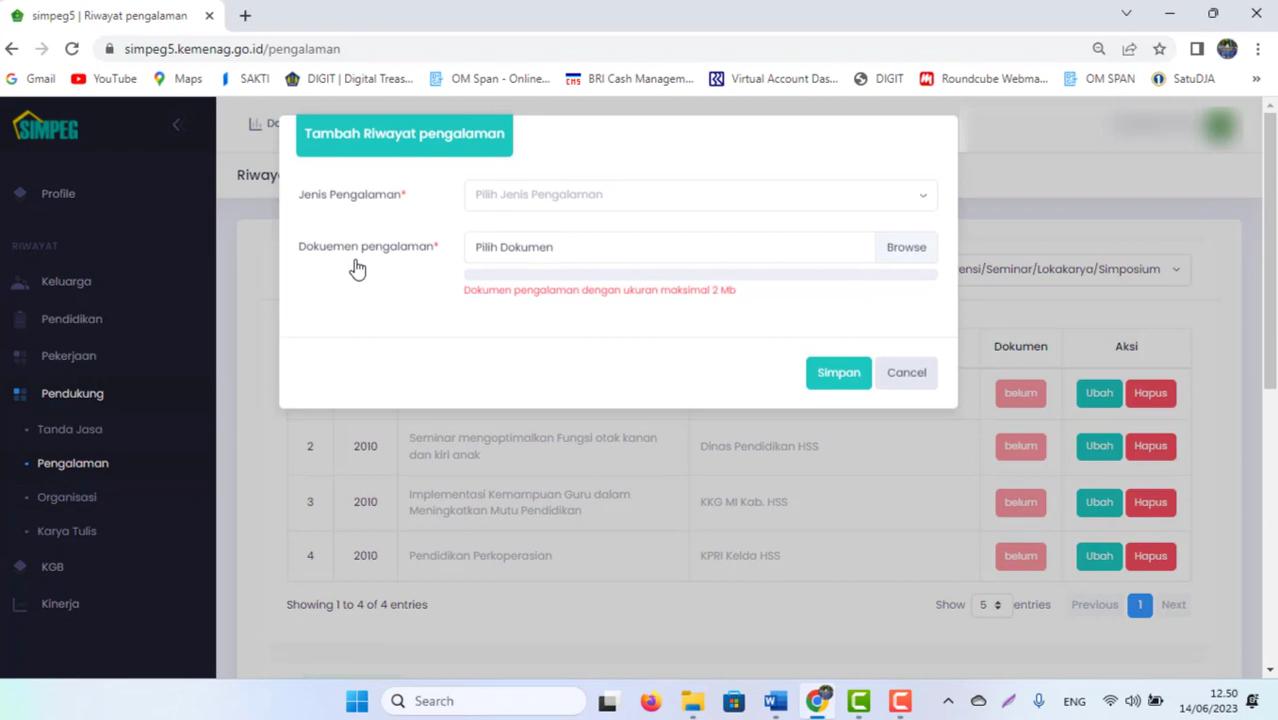 simpeg5 | Riwayat pengalaman
simpeg5.kemenag.go.id/pengalaman
Gmail YouTube Maps SAKTI DIGIT | Digital Treas... OM Span - Online... BRI Cash Managem... Virtual Account Das... DIGIT Roundcube Webma... OM SPAN SatuDJA »
SIMPEG
Profile
RIWAYAT
Keluarga
Pendidikan
Pekerjaan
Pendukung
Tanda Jasa
Pengalaman
Organisasi
Karya Tulis
KGB
Kinerja
Tambah Riwayat pengalaman
Jenis Pengalaman* Pilih Jenis Pengalaman
Dokuemen pengalaman* Pilih Dokumen Browse
Dokumen pengalaman dengan ukuran maksimal 2 Mb
Simpan Cancel
Dokumen Aksi
belum Ubah Hapus
2 2010 Seminar mengoptimalkan Fungsi otak kanan dan kiri anak Dinas Pendidikan HSS belum Ubah Hapus
3 2010 Implementasi Kemampuan Guru dalam Meningkatkan Mutu Pendidikan KKG MI Kab. HSS belum Ubah Hapus
4 2010 Pendidikan Perkoperasian KPRI Kelda HSS belum Ubah Hapus
Showing 1 to 4 of 4 entries Show 5 entries Previous 1 Next
Search
ENG
12.50
14/06/2023